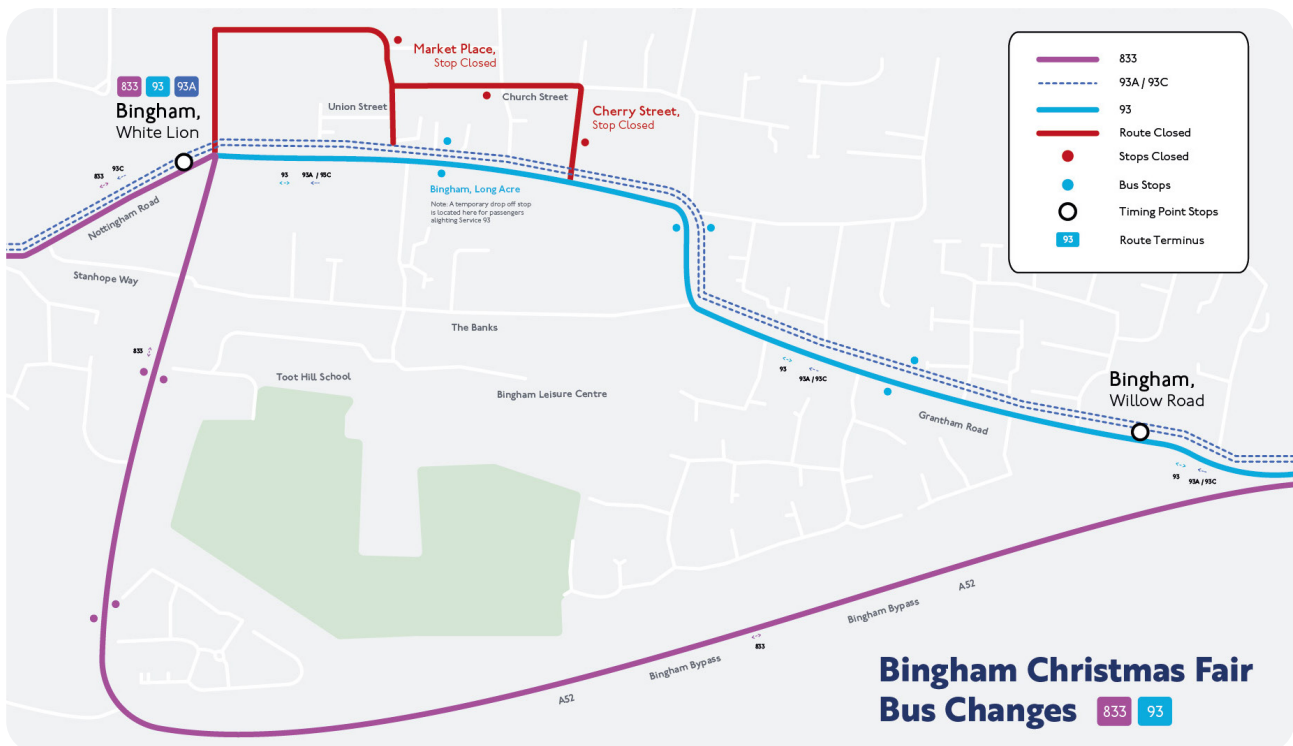 833 93 93A
Bingham,
White Lion
833
93C
Nottingham Road
Stanhope Way
833
Market Place,
Stop Closed
Union Street
Church Street
Cherry Street,
Stop Closed
93
93A / 93C
Bingham, Long Acre
Note: A temporary drop off stop
is located here for passengers
alighting Service 93
The Banks
Toot Hill School
Bingham Leisure Centre
93
93A / 93C
Grantham Road
Bingham,
Willow Road
93
93A / 93C
A52
Bingham Bypass
833
Bingham Bypass
A52
833
93A / 93C
93
Route Closed
Stops Closed
Bus Stops
Timing Point Stops
93 Route Terminus
Bingham Christmas Fair
Bus Changes 833 93